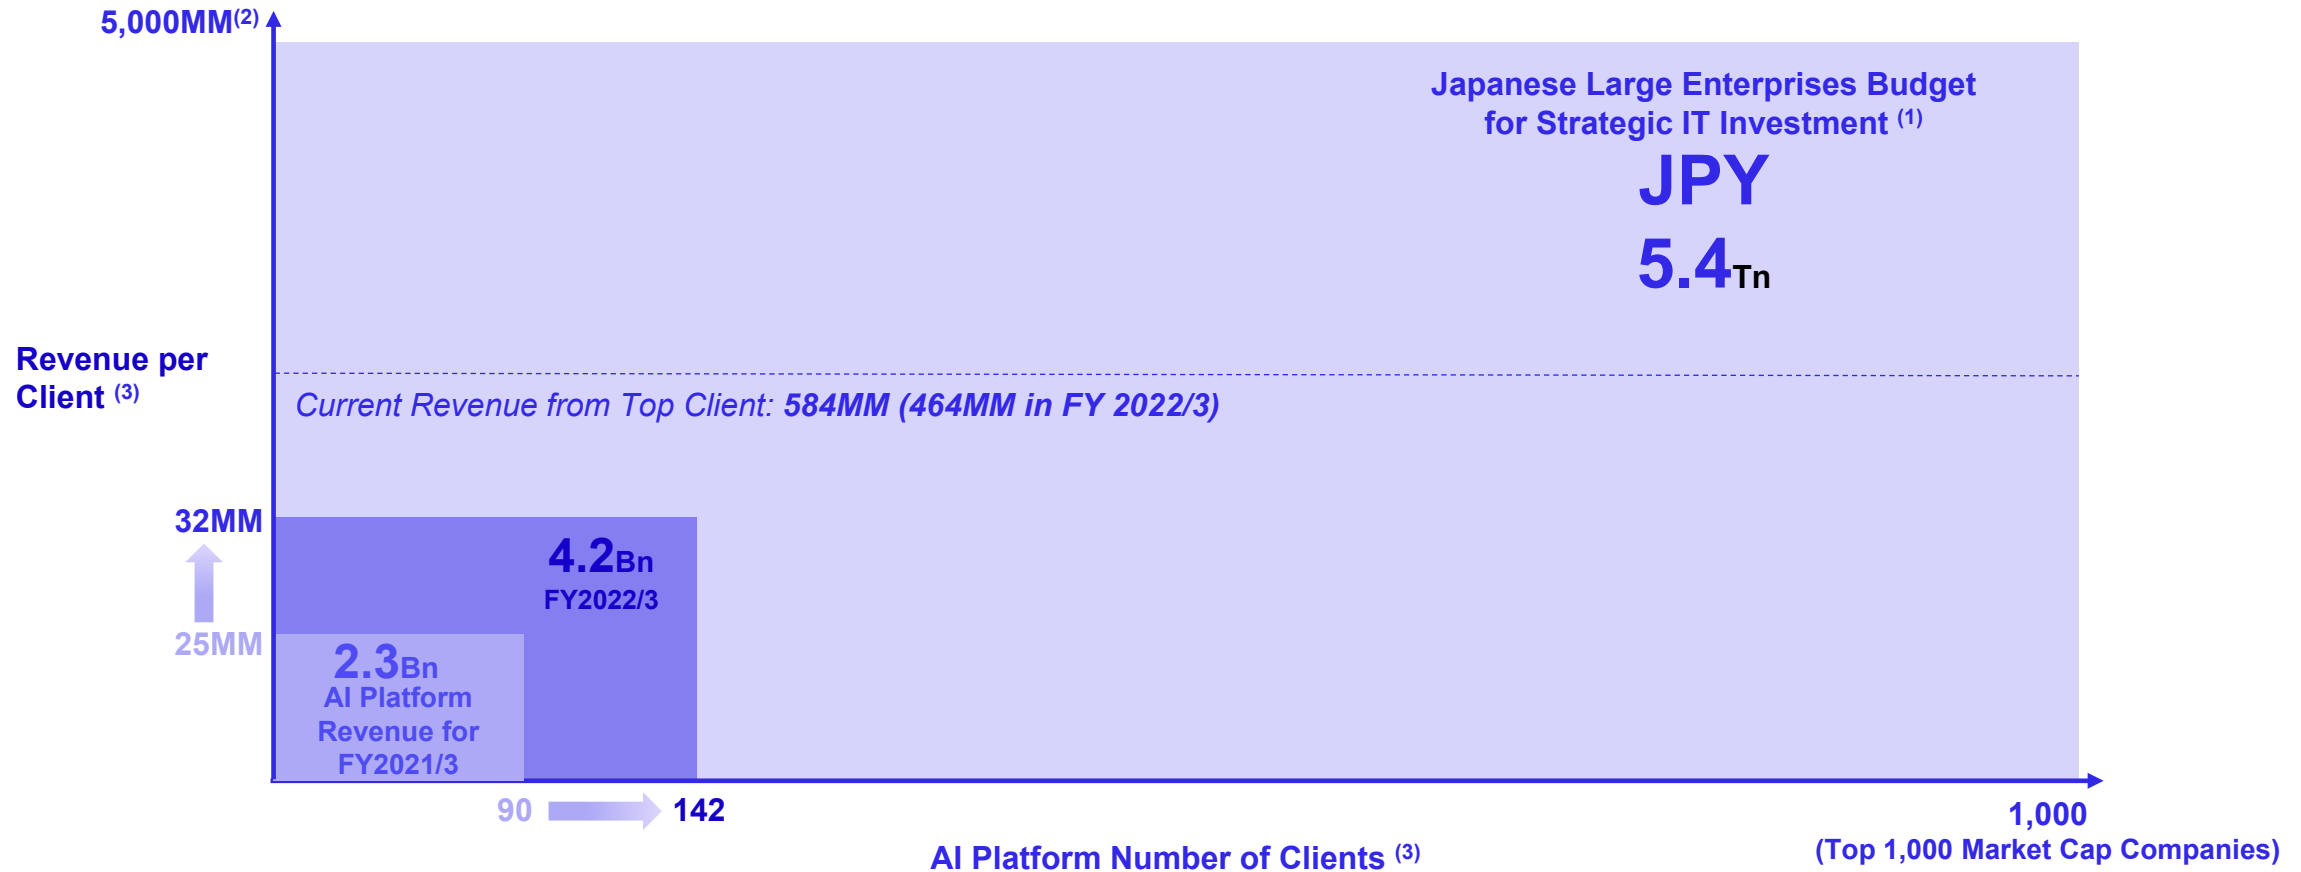 5,000MM(2)
Japanese Large Enterprises Budget
for Strategic IT Investment (1)
JPY
5.4Tn
Revenue per
Client (3)
Current Revenue from Top Client: 584MM (464MM in FY 2022/3)
32MM
4.2Bn
FY2022/3
25MM
2.3Bn
AI Platform
Revenue for
FY2021/3
90
142
1,000
(Top 1,000 Market Cap Companies)
AI Platform Number of Clients (3)